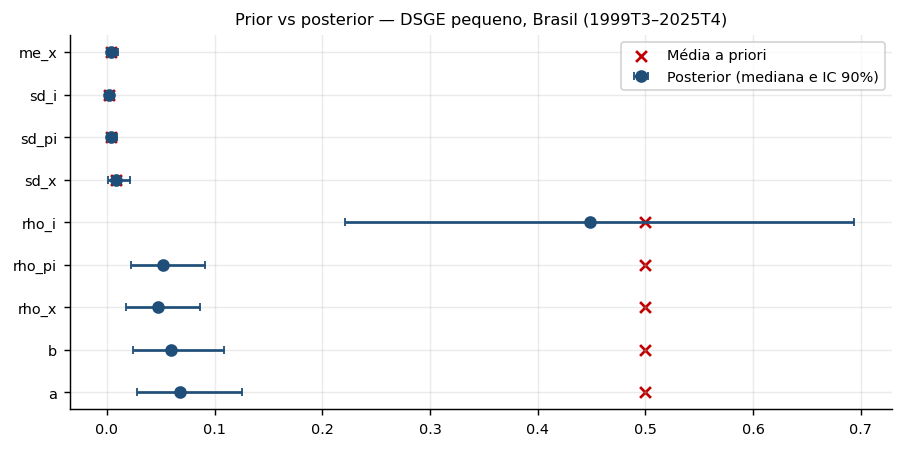 Prior vs posterior — DSGE pequeno, Brasil (1999T3–2025T4)
Média a priori
Posterior (mediana e IC 90%)
me_x
sd_i
sd_pi
sd_x
rho_i
rho_pi
rho_x
b
a
0.0 0.1 0.2 0.3 0.4 0.5 0.6 0.7